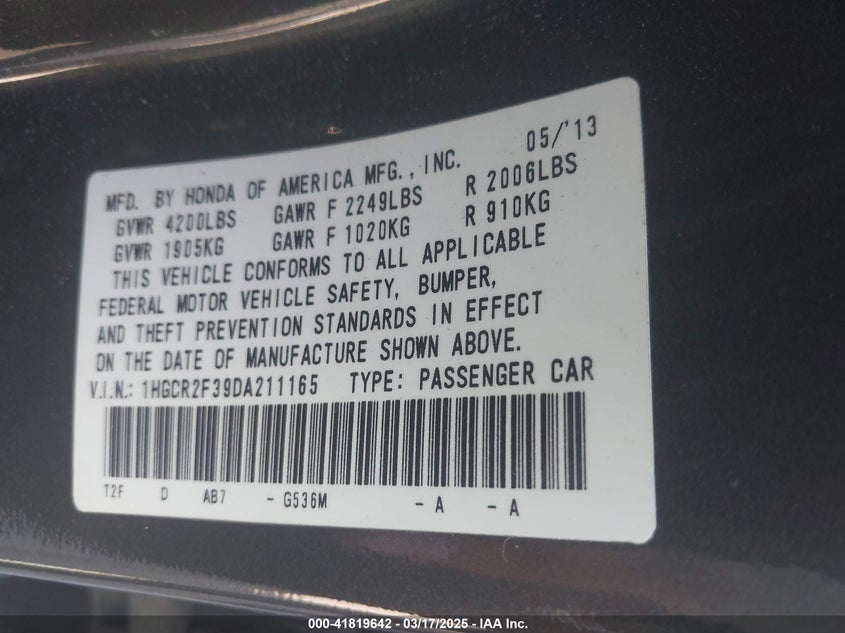 05/'13
MFD. BY HONDA OF AMERICA MFG., INC.
GVWR 4200LBS GAWR F 2249LBS R 2006LBS
GVWR 1905KG GAWR F 1020KG R 910KG
THIS VEHICLE CONFORMS TO ALL APPLICABLE
FEDERAL MOTOR VEHICLE SAFETY, BUMPER,
AND THEFT PREVENTION STANDARDS IN EFFECT
ON THE DATE OF MANUFACTURE SHOWN ABOVE.
V.I.N.: 1HGCR2F39DA211165 TYPE: PASSENGER CAR
T2F D AB7 - G536M - A - A
000-41819642 - 03/17/2025 - IAA Inc.